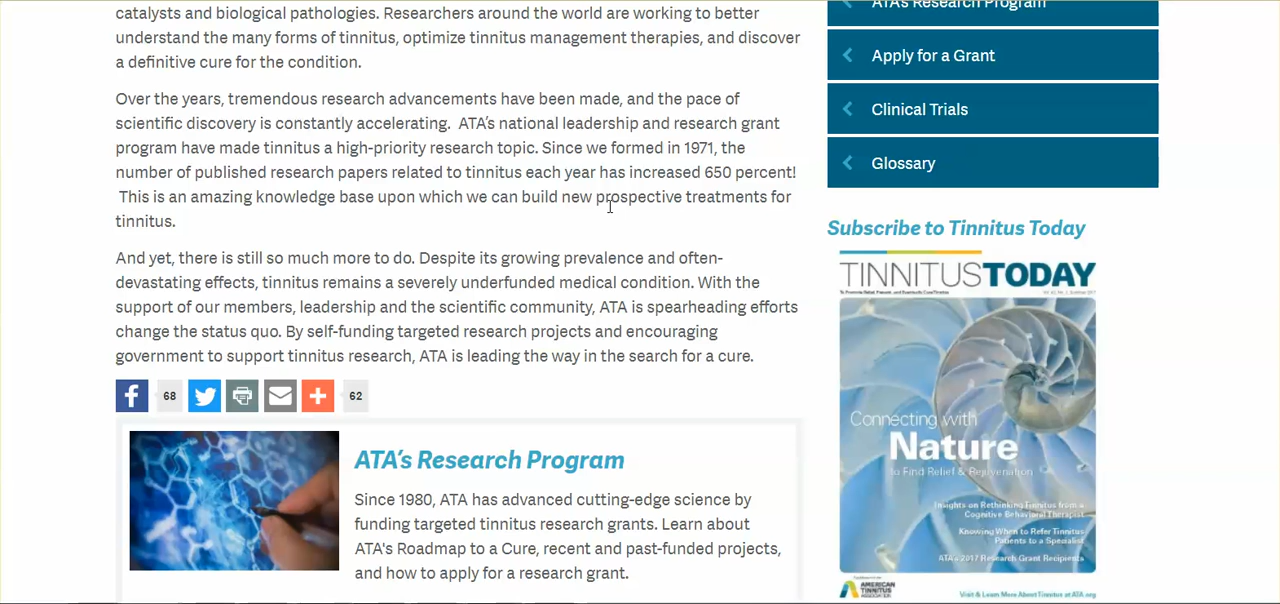 catalysts and biological pathologies. Researchers around the world are working to better
understand the many forms of tinnitus, optimize tinnitus management therapies, and discover
a definitive cure for the condition.
Over the years, tremendous research advancements have been made, and the pace of
scientific discovery is constantly accelerating.  ATA's national leadership and research grant
program have made tinnitus a high-priority research topic. Since we formed in 1971, the
number of published research papers related to tinnitus each year has increased 650 percent!
This is an amazing knowledge base upon which we can build new prospective treatments for
tinnitus.
And yet, there is still so much more to do. Despite its growing prevalence and often-
devastating effects, tinnitus remains a severely underfunded medical condition. With the
support of our members, leadership and the scientific community, ATA is spearheading efforts
change the status quo. By self-funding targeted research projects and encouraging
government to support tinnitus research, ATA is leading the way in the search for a cure.
68
62
ATA's Research Program
Since 1980, ATA has advanced cutting-edge science by
funding targeted tinnitus research grants. Learn about
ATA's Roadmap to a Cure, recent and past-funded projects,
and how to apply for a research grant.
ATA's Research Program
Apply for a Grant
Clinical Trials
Glossary
Subscribe to Tinnitus Today
TINNITUSTODAY
Connecting with
Nature
to Find Relief & Rejuvenation
Insights on Rethinking Tinnitus from a
Cognitive Behavioral Therapist
Knowing When to Refer Tinnitus
Patients to a Specialist
ATA's 2017 Research Grant Recipients
AMERICAN
TINNITUS
ASSOCIATION
Visit & Learn More About Tinnitus at ATA.org